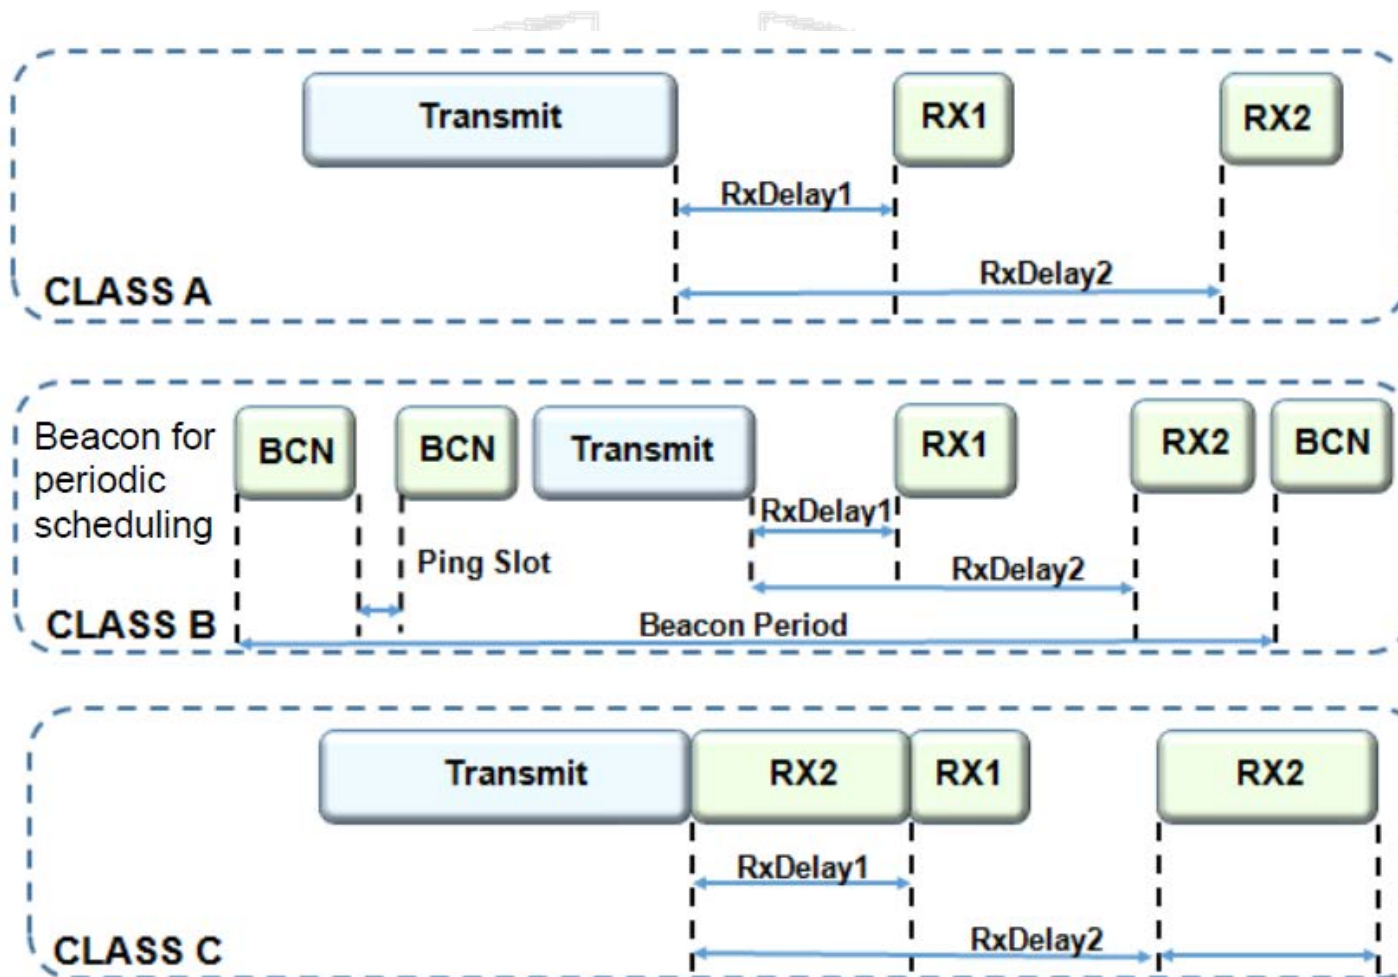 Transmit RX1 RX2
RxDelay1
RxDelay2
CLASS A
Beacon for
periodic
scheduling
BCN BCN Transmit RX1 RX2 BCN
RxDelay1
Ping Slot
RxDelay2
CLASS B
Beacon Period
Transmit RX2 RX1 RX2
RxDelay1
RxDelay2
CLASS C